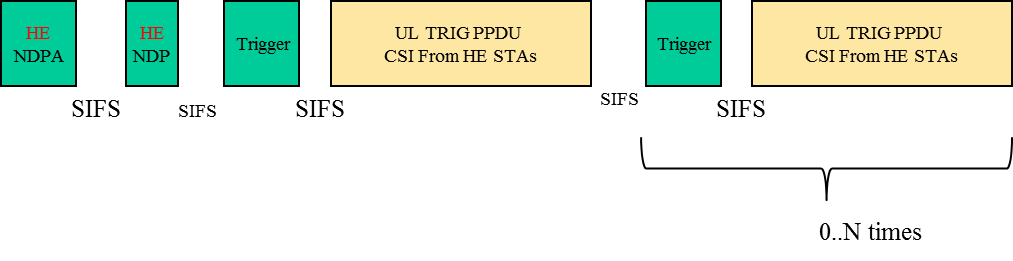 HE
NDPA
HE
NDP
Trigger
UL TRIG PPDU
CSI From HE STAs
Trigger
UL TRIG PPDU
CSI From HE STAs
SIFS
SIFS
SIFS
SIFS
SIFS
0..N times